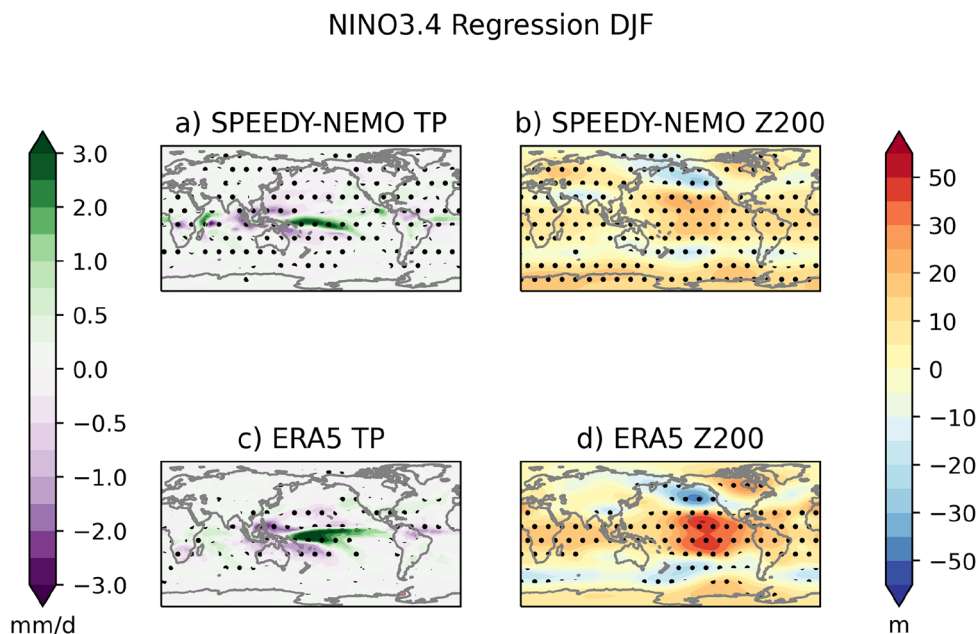 NINO3.4 Regression DJF
a) SPEEDY-NEMO TP
b) SPEEDY-NEMO Z200
3.0
2.0
1.0
0.5
0.0
−0.5
−1.0
−2.0
−3.0
mm/d
50
40
30
20
10
0
−10
−20
−30
−40
−50
m
c) ERA5 TP
d) ERA5 Z200